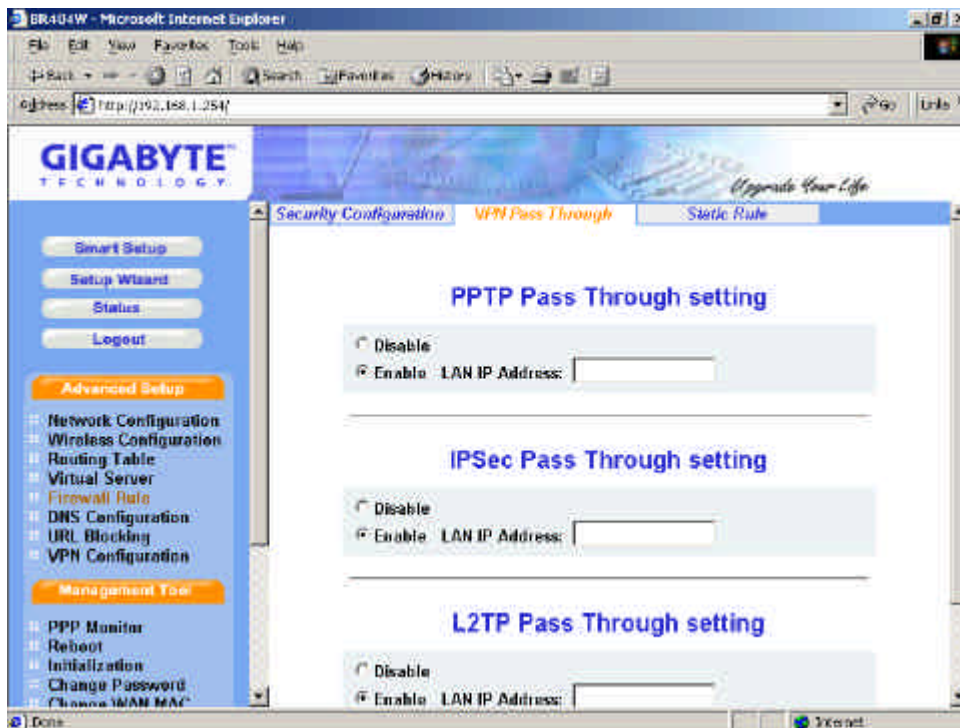 BR404W - Microsoft Internet Explorer
File Edit View Favorites Tools Help
Back Search Favorites History
Address http://192.168.1.254/ Go Links
GIGABYTE
TECHNOLOGY
Upgrade Your Life
Security Configuration VPN Pass Through Static Rule
Smart Setup
Setup Wizard
Status
Logout
Advanced Setup
Network Configuration
Wireless Configuration
Routing Table
Virtual Server
Firewall Rule
DNS Configuration
URL Blocking
VPN Configuration
Management Tool
PPP Monitor
Reboot
Initialization
Change Password
Change WAN MAC
PPTP Pass Through setting
Disable
Enable LAN IP Address:
IPSec Pass Through setting
Disable
Enable LAN IP Address:
L2TP Pass Through setting
Disable
Enable LAN IP Address:
Done Internet